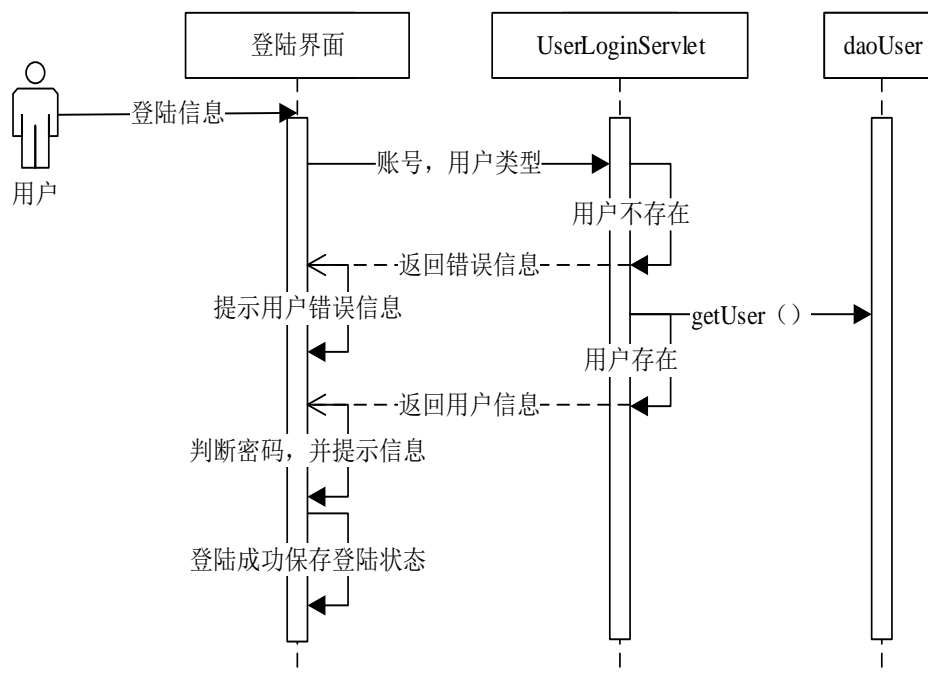 登陆界面
UserLoginServlet
daoUser
登陆信息
用户
账号，用户类型
用户不存在
返回错误信息
提示用户错误信息
getUser（）
用户存在
返回用户信息
判断密码，并提示信息
登陆成功保存登陆状态